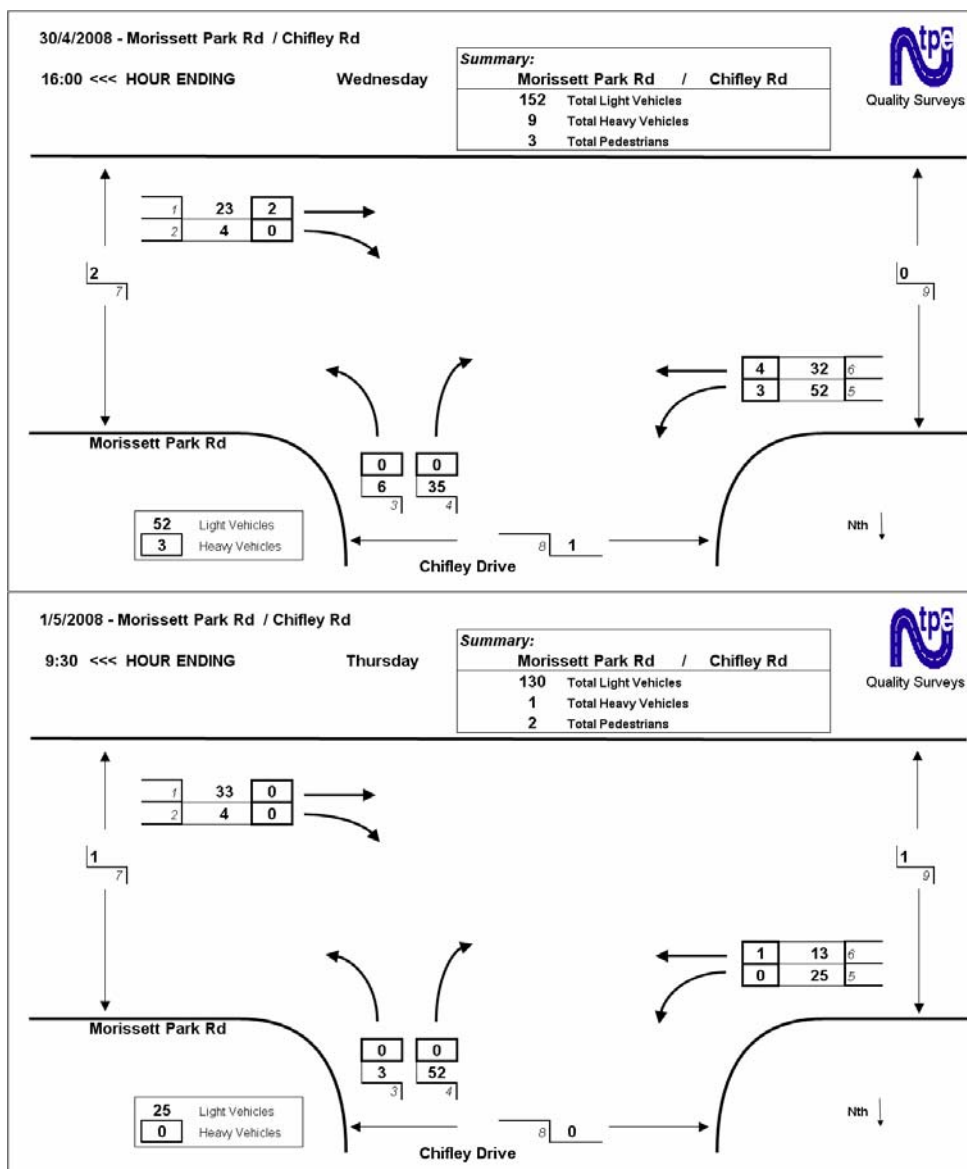 30/4/2008 - Morissett Park Rd / Chifley Rd
16:00 <<< HOUR ENDING Wednesday
Summary:
Morissett Park Rd / Chifley Rd
152 Total Light Vehicles
9 Total Heavy Vehicles
3 Total Pedestrians
tpe
Quality Surveys
1 23 2
2 4 0
2
7
0
9
4 32 6
3 52 5
Morissett Park Rd
0 0
6 35
3 4
52 Light Vehicles
3 Heavy Vehicles
8 1
Nth
Chifley Drive
1/5/2008 - Morissett Park Rd / Chifley Rd
9:30 <<< HOUR ENDING Thursday
Summary:
Morissett Park Rd / Chifley Rd
130 Total Light Vehicles
1 Total Heavy Vehicles
2 Total Pedestrians
tpe
Quality Surveys
1 33 0
2 4 0
1
7
1
9
1 13 6
0 25 5
Morissett Park Rd
0 0
3 52
3 4
25 Light Vehicles
0 Heavy Vehicles
8 0
Nth
Chifley Drive